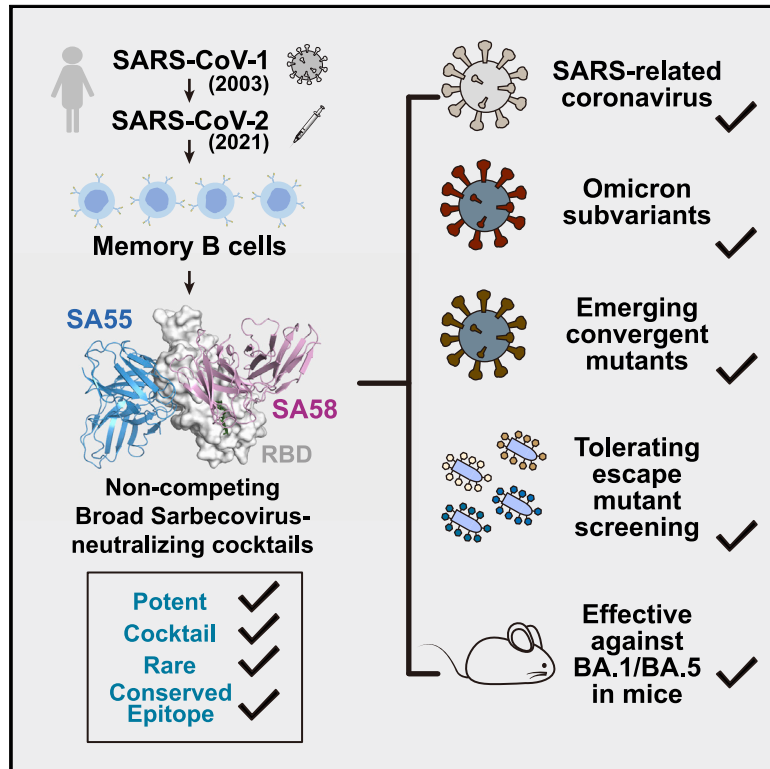 SARS-CoV-1
(2003)
SARS-CoV-2
(2021)
Memory B cells
SA55
SA58
RBD
Non-competing
Broad Sarbecovirus-
neutralizing cocktails
Potent
Cocktail
Rare
Conserved
Epitope
SARS-related
coronavirus
Omicron
subvariants
Emerging
convergent
mutants
Tolerating
escape
mutant
screening
Effective
against
BA.1/BA.5
in mice